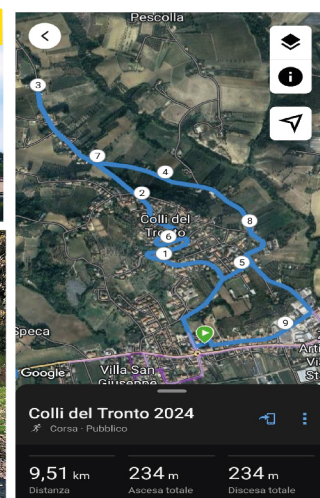 Pescolla
3
7
4
2
8
Colli del
Tronto
6
1
5
9
Speca
Google
Villa San
Giuseppe
Colli del Tronto 2024
Corsa · Pubblico
9,51 km
234 m
234 m
Distanza
Ascesa totale
Discesa totale